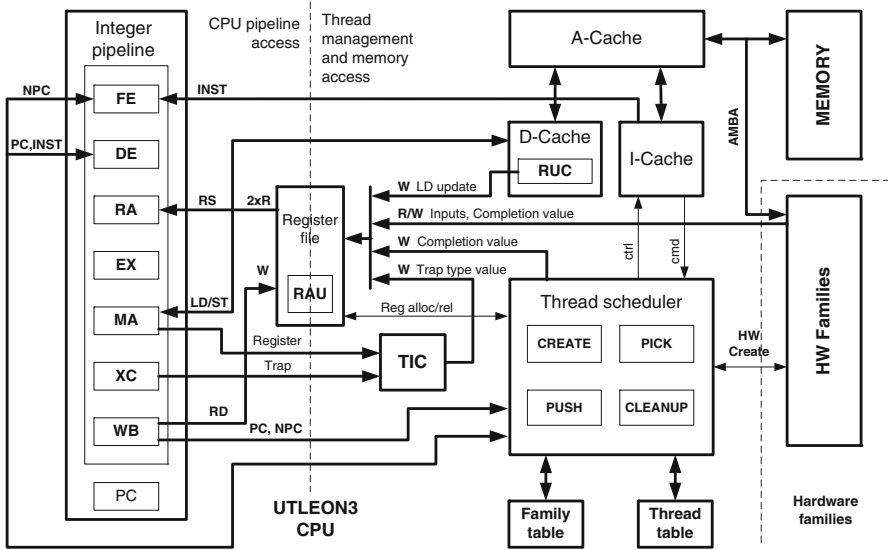 Integer
pipeline
CPU pipeline
access
Thread
management
and memory
access
A-Cache
MEMORY
NPC
FE
INST
PC,INST
DE
D-Cache
RUC
I-Cache
AMBA
RA
RS
2xR
Register
file
RAU
W LD update
R/W Inputs, Completion value
W Completion value
W Trap type value
ctrl
cmd
EX
W
MA
LD/ST
Reg alloc/rel
Thread scheduler
CREATE
PICK
PUSH
CLEANUP
HW
Create
HW Families
Register
TIC
XC
Trap
RD
WB
PC, NPC
PC
UTLEON3
CPU
Family
table
Thread
table
Hardware
families